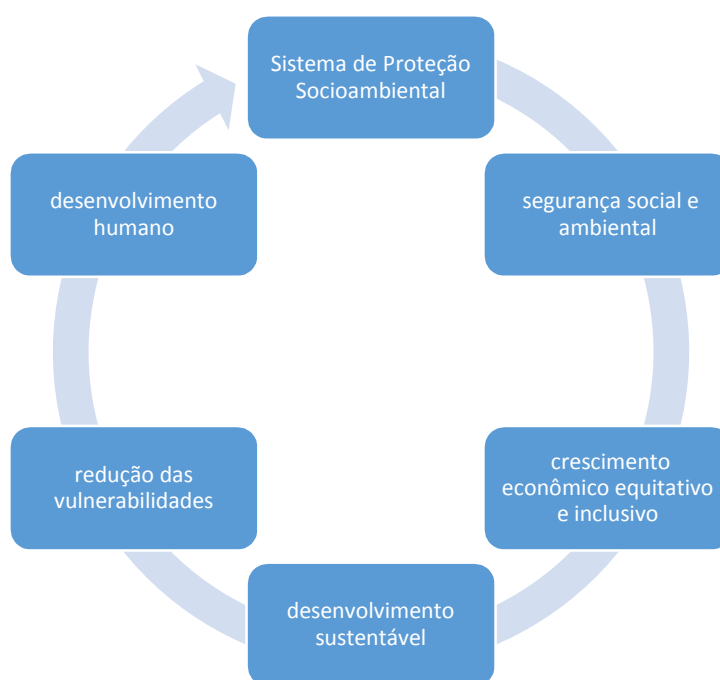 Sistema de Proteção
Socioambiental
segurança social e
ambiental
crescimento
econômico equitativo
e inclusivo
desenvolvimento
sustentável
redução das
vulnerabilidades
desenvolvimento
humano